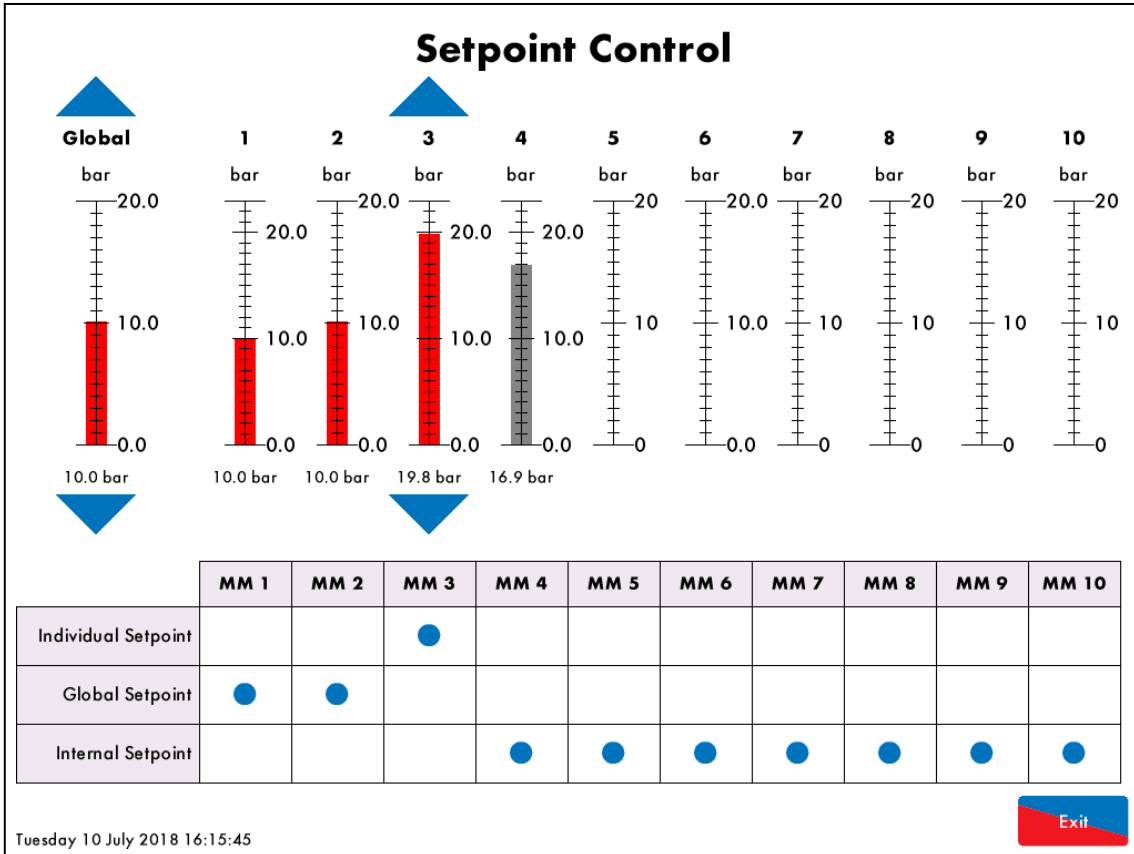 Setpoint Control
Global 1 2 3 4 5 6 7 8 9 10
bar bar bar bar bar bar bar bar bar bar bar
20.0 20.0 20.0 20 20 20 20
20.0 20.0 20.0
10.0 10.0 10 10.0 10 10 10 10
10.0 10.0 10.0
0.0 0.0 0.0 0.0 0.0 0 0.0 0 0 0 0
10.0 bar 10.0 bar 10.0 bar 19.8 bar 16.9 bar
MM 1 MM 2 MM 3 MM 4 MM 5 MM 6 MM 7 MM 8 MM 9 MM 10
Individual Setpoint
Global Setpoint
Internal Setpoint
Exit
Tuesday 10 July 2018 16:15:45